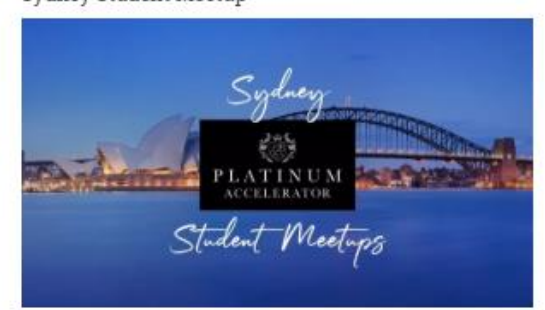 Sydney Student Meetup
Sydney
PLATINUM
ACCELERATOR
Student Meetups